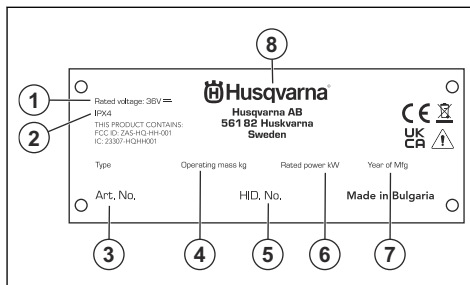 8
Husqvarna
1
Rated voltage: 36V
Husqvarna AB
2
IPX4
561 82 Huskvarna
THIS PRODUCT CONTAINS:
FCC ID: ZAS-HQ-HH-001
Sweden
IC: 23307-HQHH001
CE
UK
CA
Type Operating mass kg Rated power kW Year of Mfg
Art. No. HID. No. Made in Bulgaria
3 4 5 6 7